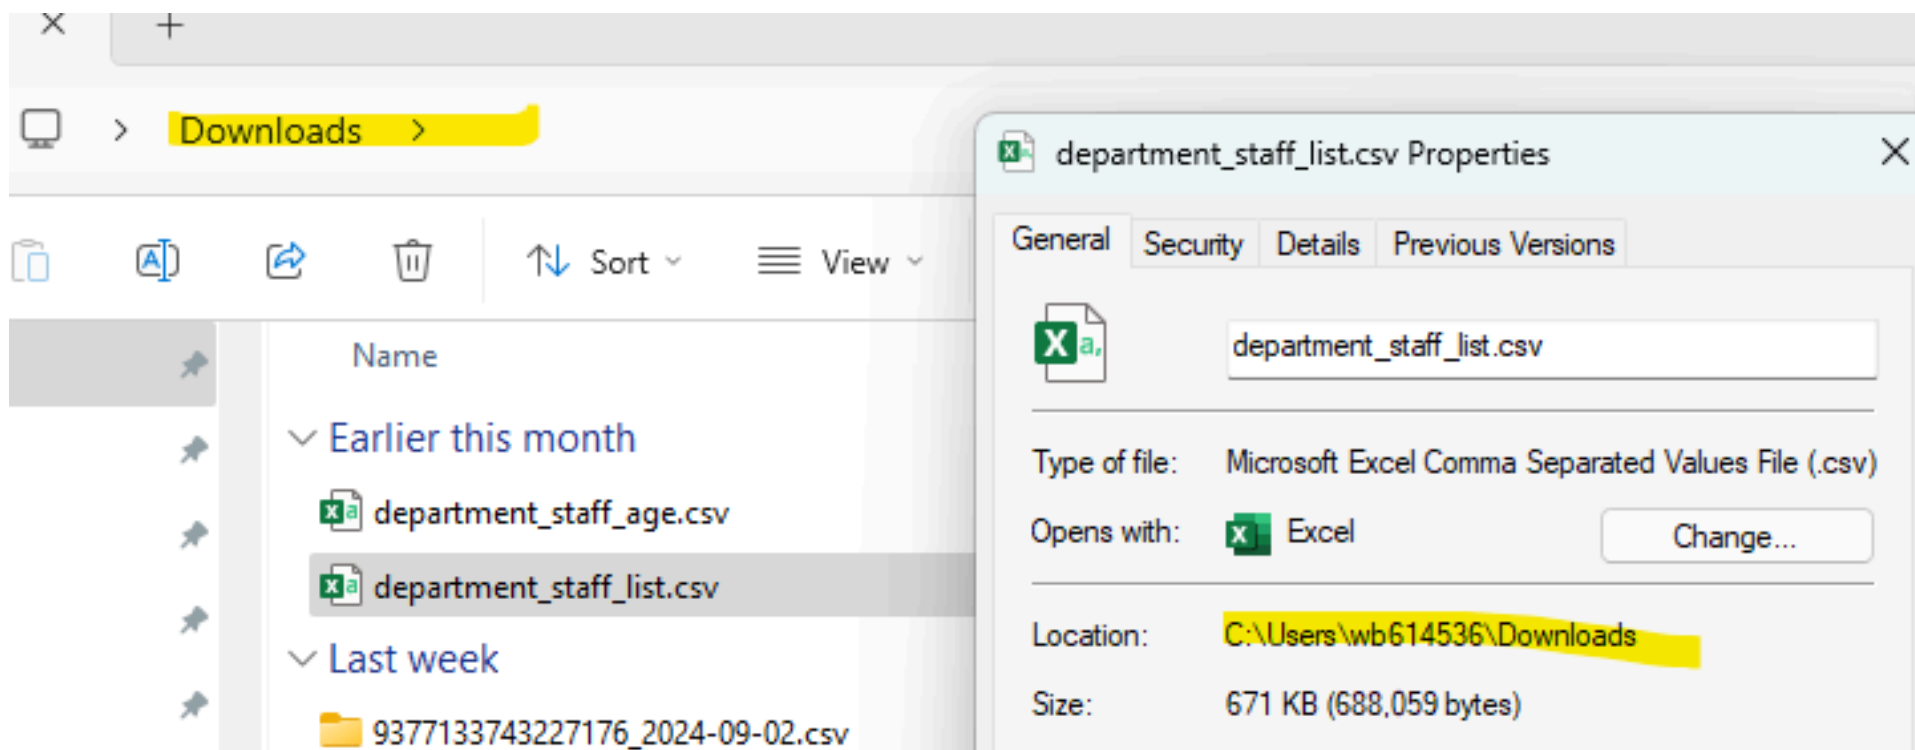 Downloads
Sort
View
Name
Earlier this month
department_staff_age.csv
department_staff_list.csv
Last week
9377133743227176_2024-09-02.csv
department_staff_list.csv Properties
General Security Details Previous Versions
department_staff_list.csv
Type of file: Microsoft Excel Comma Separated Values File (.csv)
Opens with: Excel Change...
Location: C:\Users\wb614536\Downloads
Size: 671 KB (688,059 bytes)